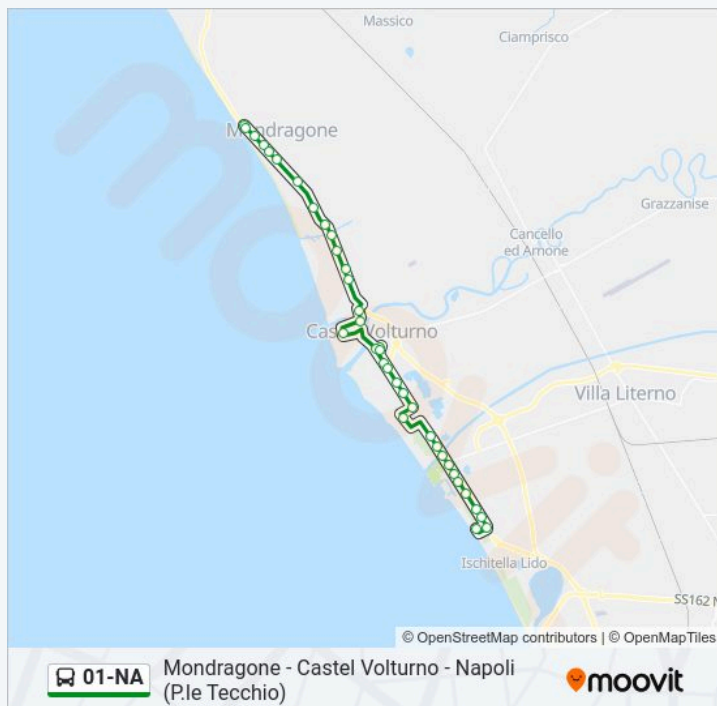 Massico
Ciamprisco
Mondragone
Grazzanise
Cancello
ed Arnone
Castel Volturno
Villa Literno
Ischitella Lido
SS162 N
© OpenStreetMap contributors | © OpenMapTiles
01-NA
Mondragone - Castel Volturno - Napoli
(P.le Tecchio)
moovit
moovit